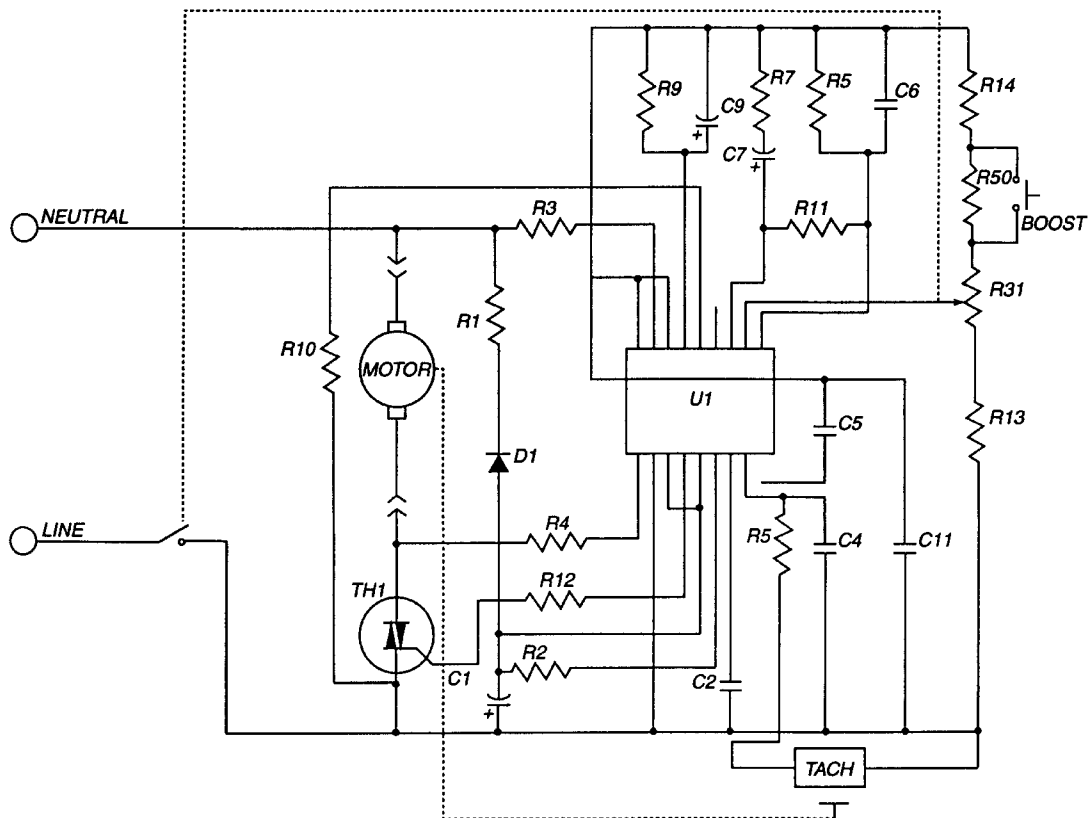 R9
C9
R7
C7
R5
C6
R14
R50
BOOST
NEUTRAL
R3
R11
R31
R1
R10
MOTOR
U1
C5
R13
D1
LINE
R4
R5
C4
C11
TH1
R12
R2
C1
C2
TACH
+
+
+